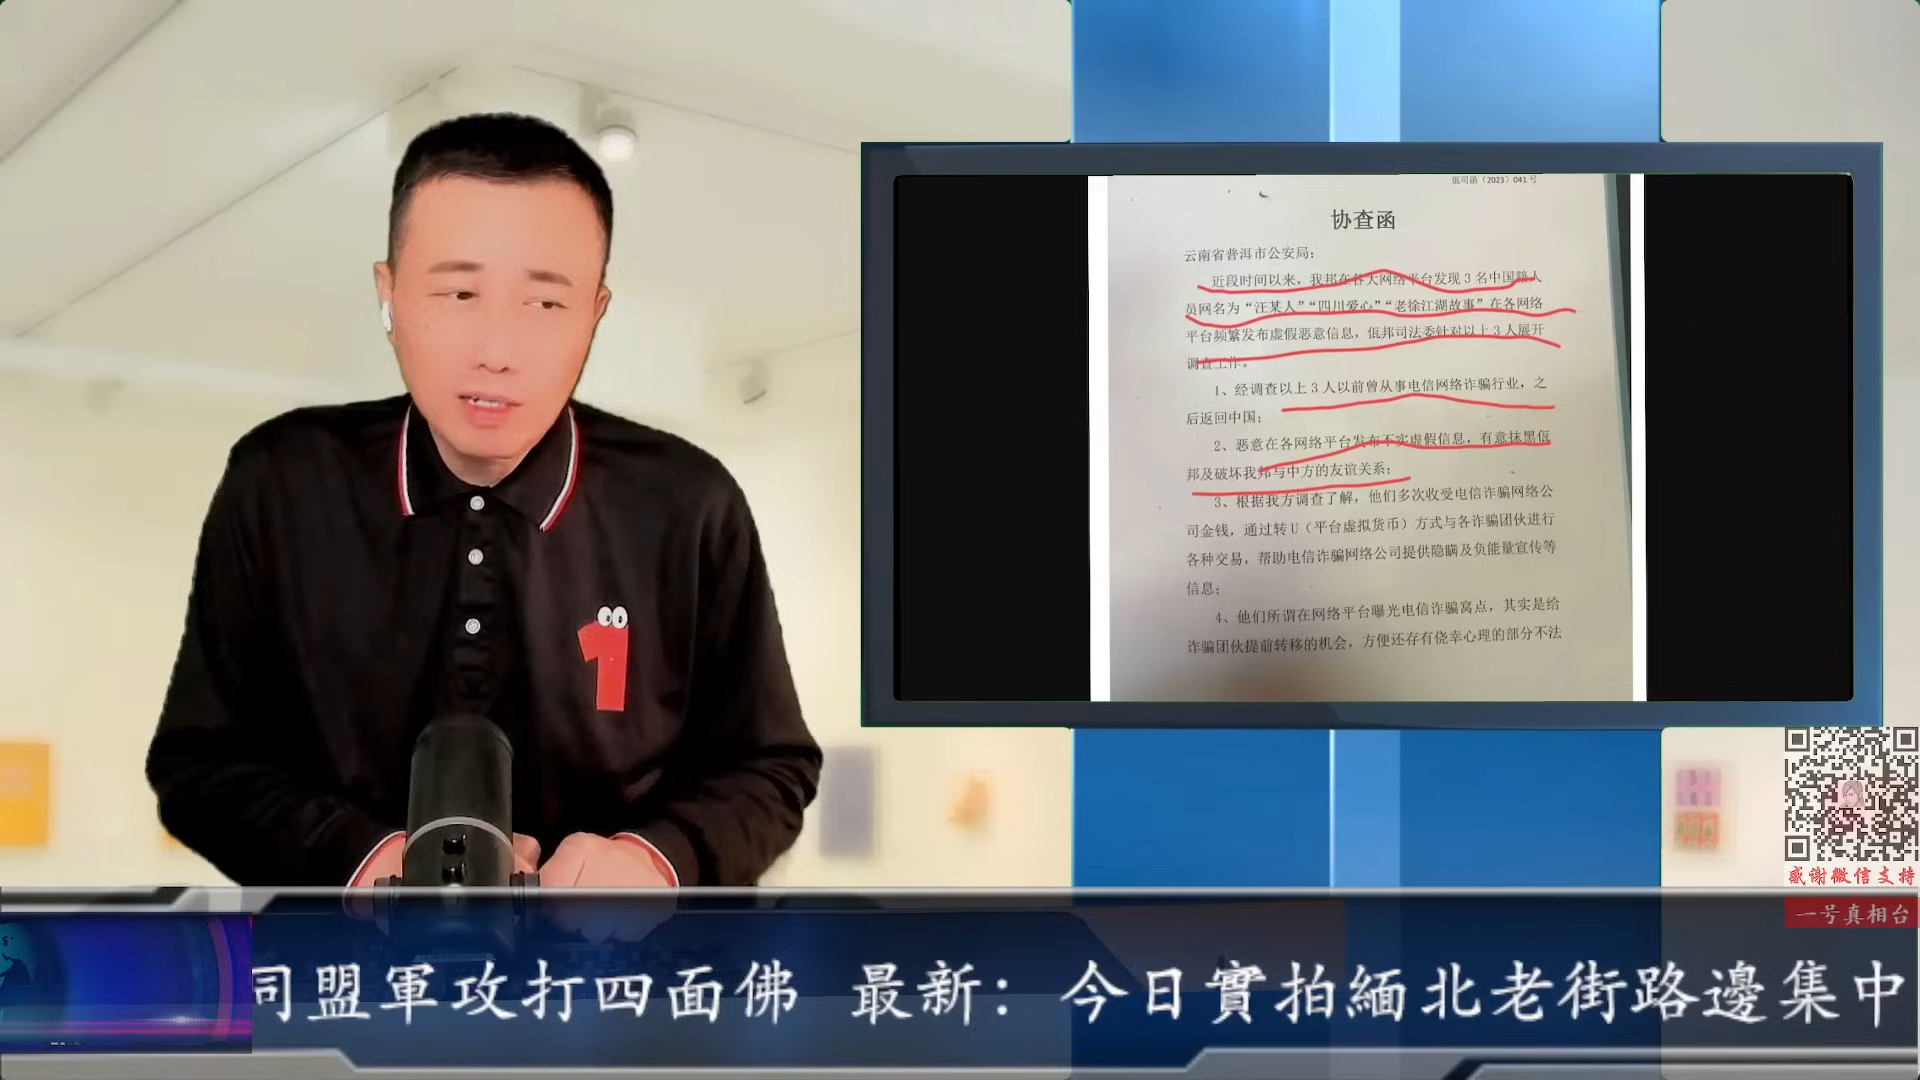 佤司函（2023）041号
协查函
云南省普洱市公安局：
近段时间以来，我邦在各大网络平台发现3名中国籍人
员网名为“汪某人”“四川爱心”“老徐江湖故事”在各网络
平台频繁发布虚假恶意信息，佤邦司法委针对以上3人展开
调查工作。
1、经调查以上3人以前曾从事电信网络诈骗行业，之
后返回中国；
2、恶意在各网络平台发布不实虚假信息，有意抹黑佤
邦及破坏我邦与中方的友谊关系；
3、根据我方调查了解，他们多次收受电信诈骗网络公
司金钱，通过转U（平台虚拟货币）方式与各诈骗团伙进行
各种交易，帮助电信诈骗网络公司提供隐瞒及负能量宣传等
信息；
4、他们所谓在网络平台曝光电信诈骗窝点，其实是给
诈骗团伙提前转移的机会，方便还存有侥幸心理的部分不法
1
感谢微信支持
一号真相台
同盟軍攻打四面佛 最新：今日實拍緬北老街路邊集中